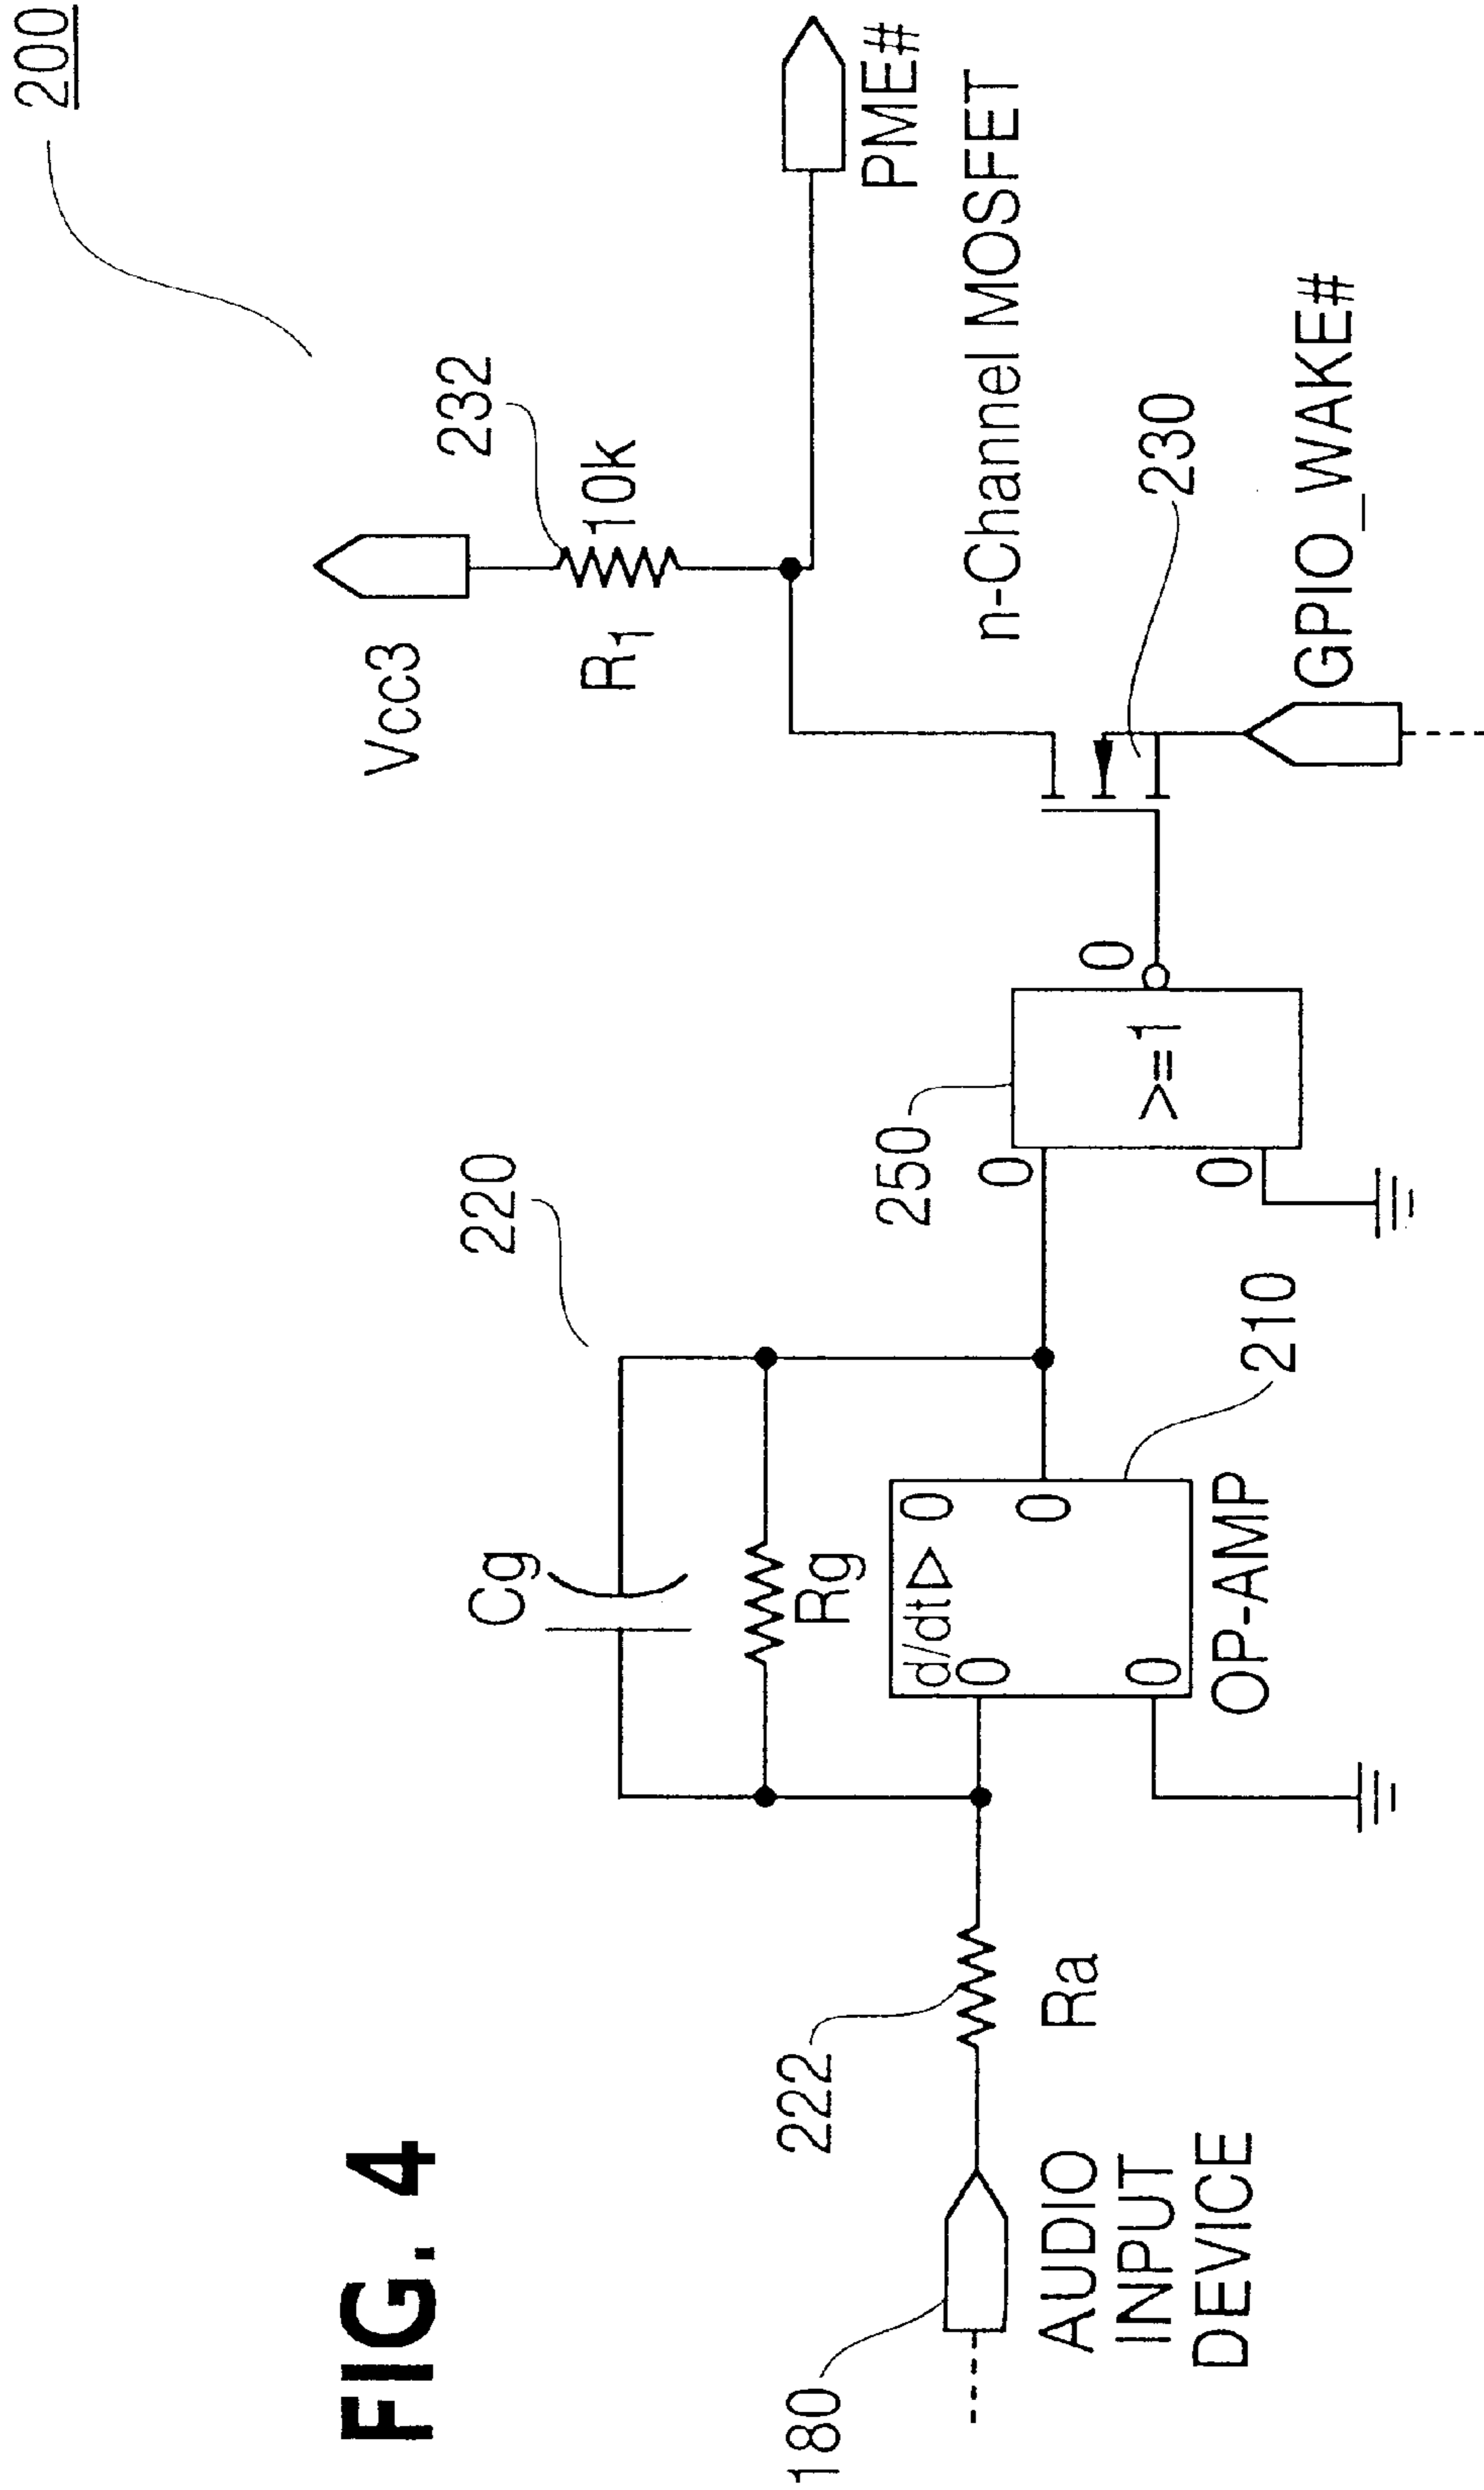 FIG. 4
200
Vcc3
232
10k
R1
PME#
n-Channel MOSFET
230
GPIO_WAKE#
220
Cg
Rg
250
0
0
0
>=1
d/dt▷ 0
0
0
0
210
OP-AMP
222
Ra
180
AUDIO
INPUT
DEVICE